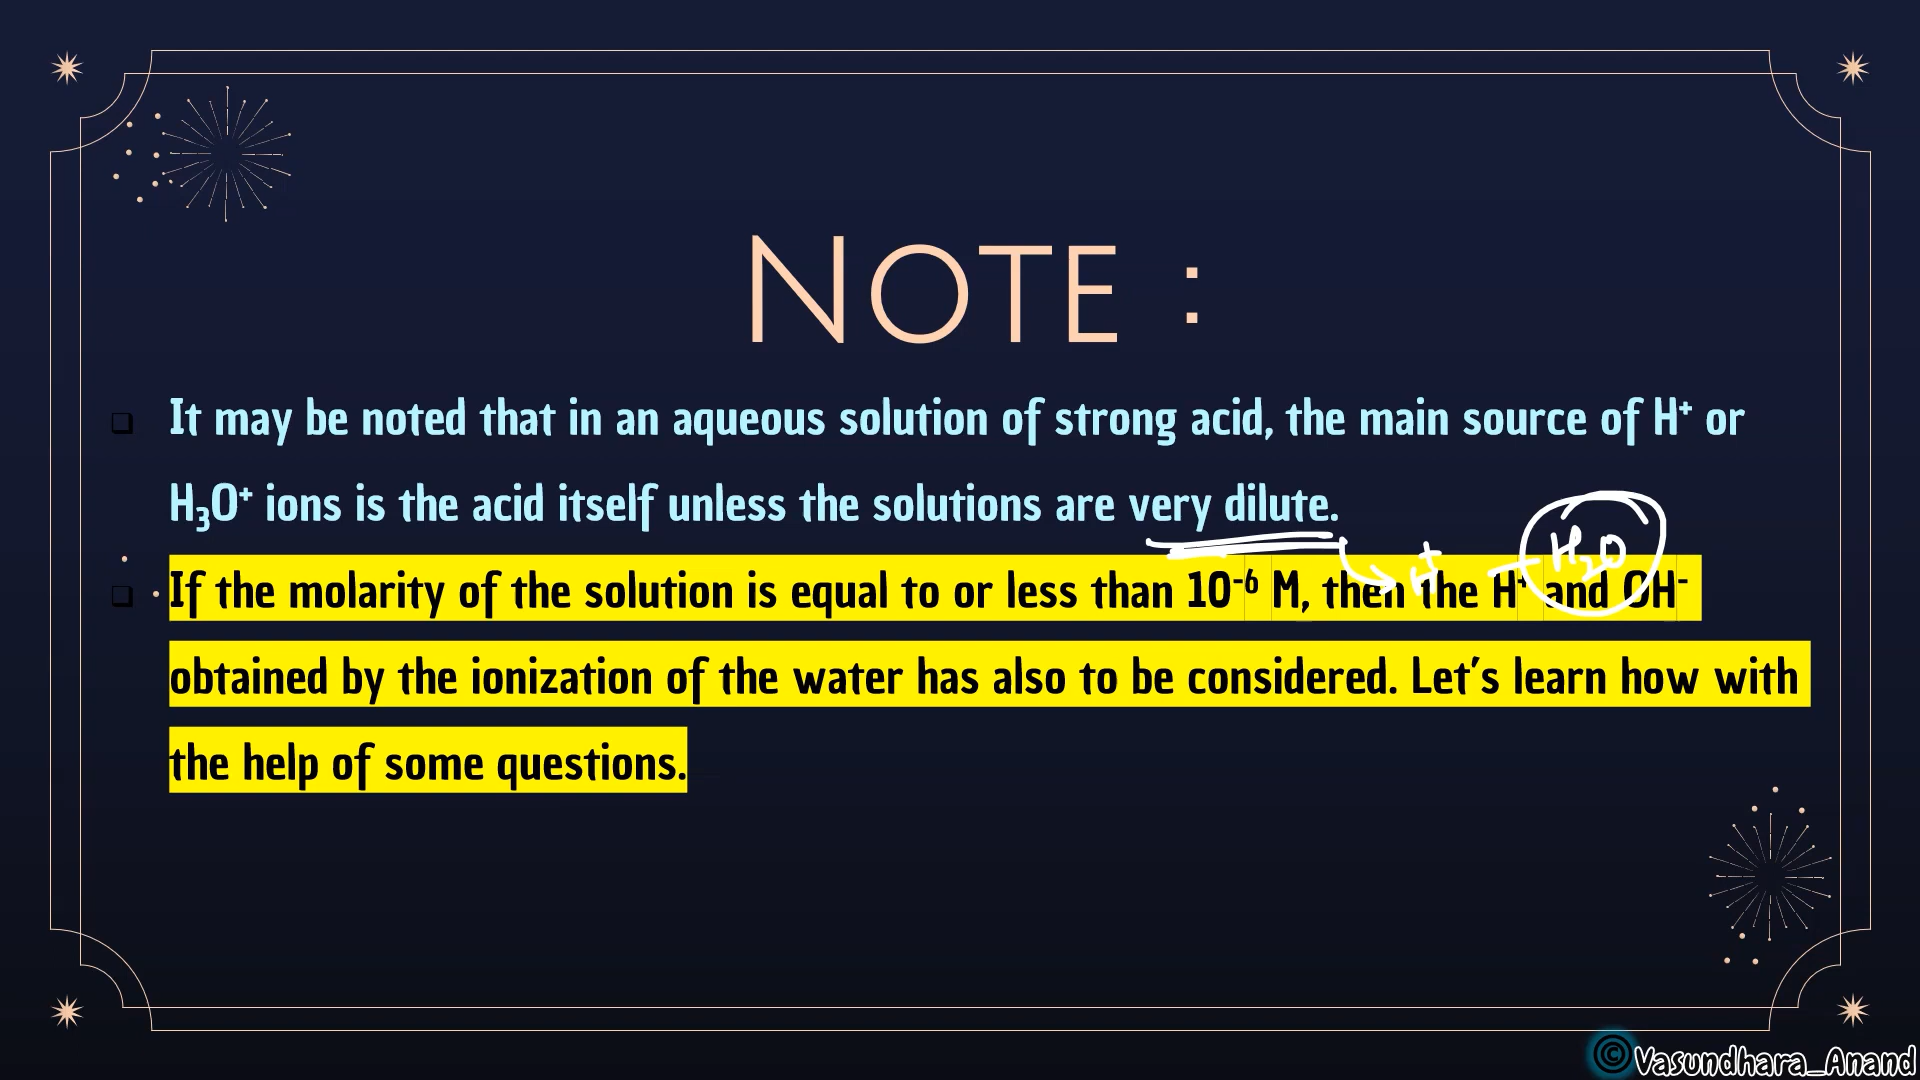 NOTE :
It may be noted that in an aqueous solution of strong acid, the main source of H⁺ or
H₃O⁺ ions is the acid itself unless the solutions are very dilute.
H⁺ H₂O
If the molarity of the solution is equal to or less than 10⁻⁶ M, then the H⁺ and OH⁻
obtained by the ionization of the water has also to be considered. Let's learn how with
the help of some questions.
©Vasundhara_Anand